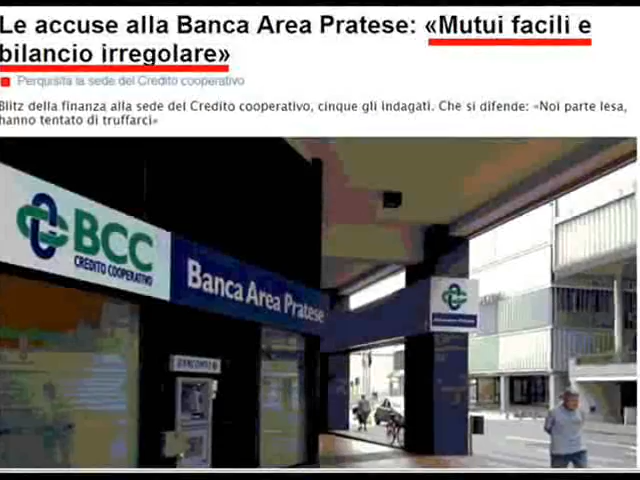 Le accuse alla Banca Area Pratese: «Mutui facili e
bilancio irregolare»
Perquisita la sede del Credito cooperativo
Blitz della finanza alla sede del Credito cooperativo, cinque gli indagati. Che si difende: «Noi parte lesa,
hanno tentato di truffarci»
BCC
CREDITO COOPERATIVO
Banca Area Pratese
BANCOMAT